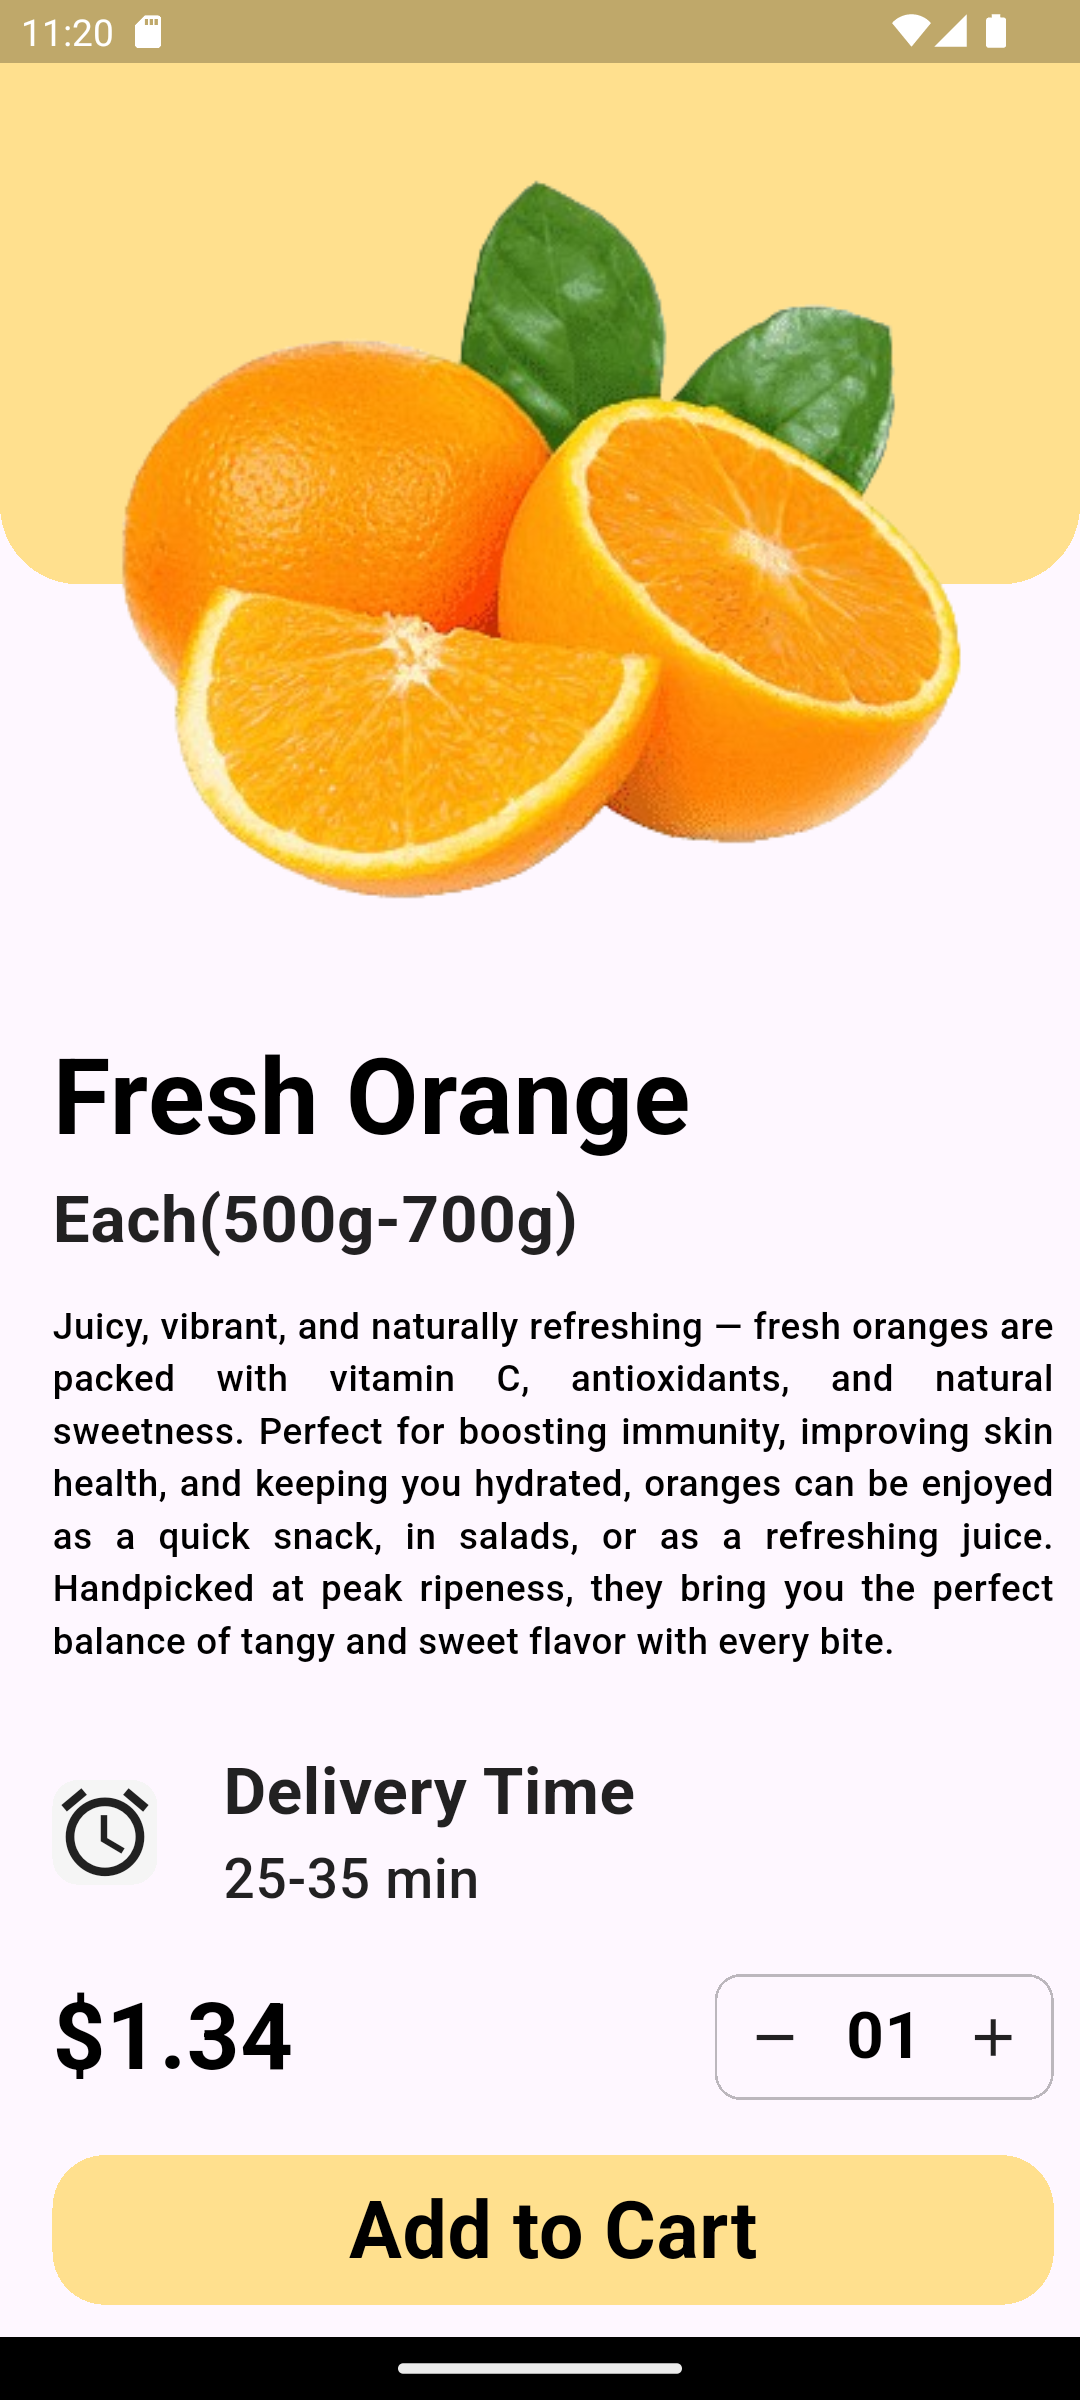 11:20
Fresh Orange
Each(500g-700g)
Juicy, vibrant, and naturally refreshing — fresh oranges are
packed with vitamin C, antioxidants, and natural
sweetness. Perfect for boosting immunity, improving skin
health, and keeping you hydrated, oranges can be enjoyed
as a quick snack, in salads, or as a refreshing juice.
Handpicked at peak ripeness, they bring you the perfect
balance of tangy and sweet flavor with every bite.
Delivery Time
25-35 min
$1.34
— 01 +
Add to Cart